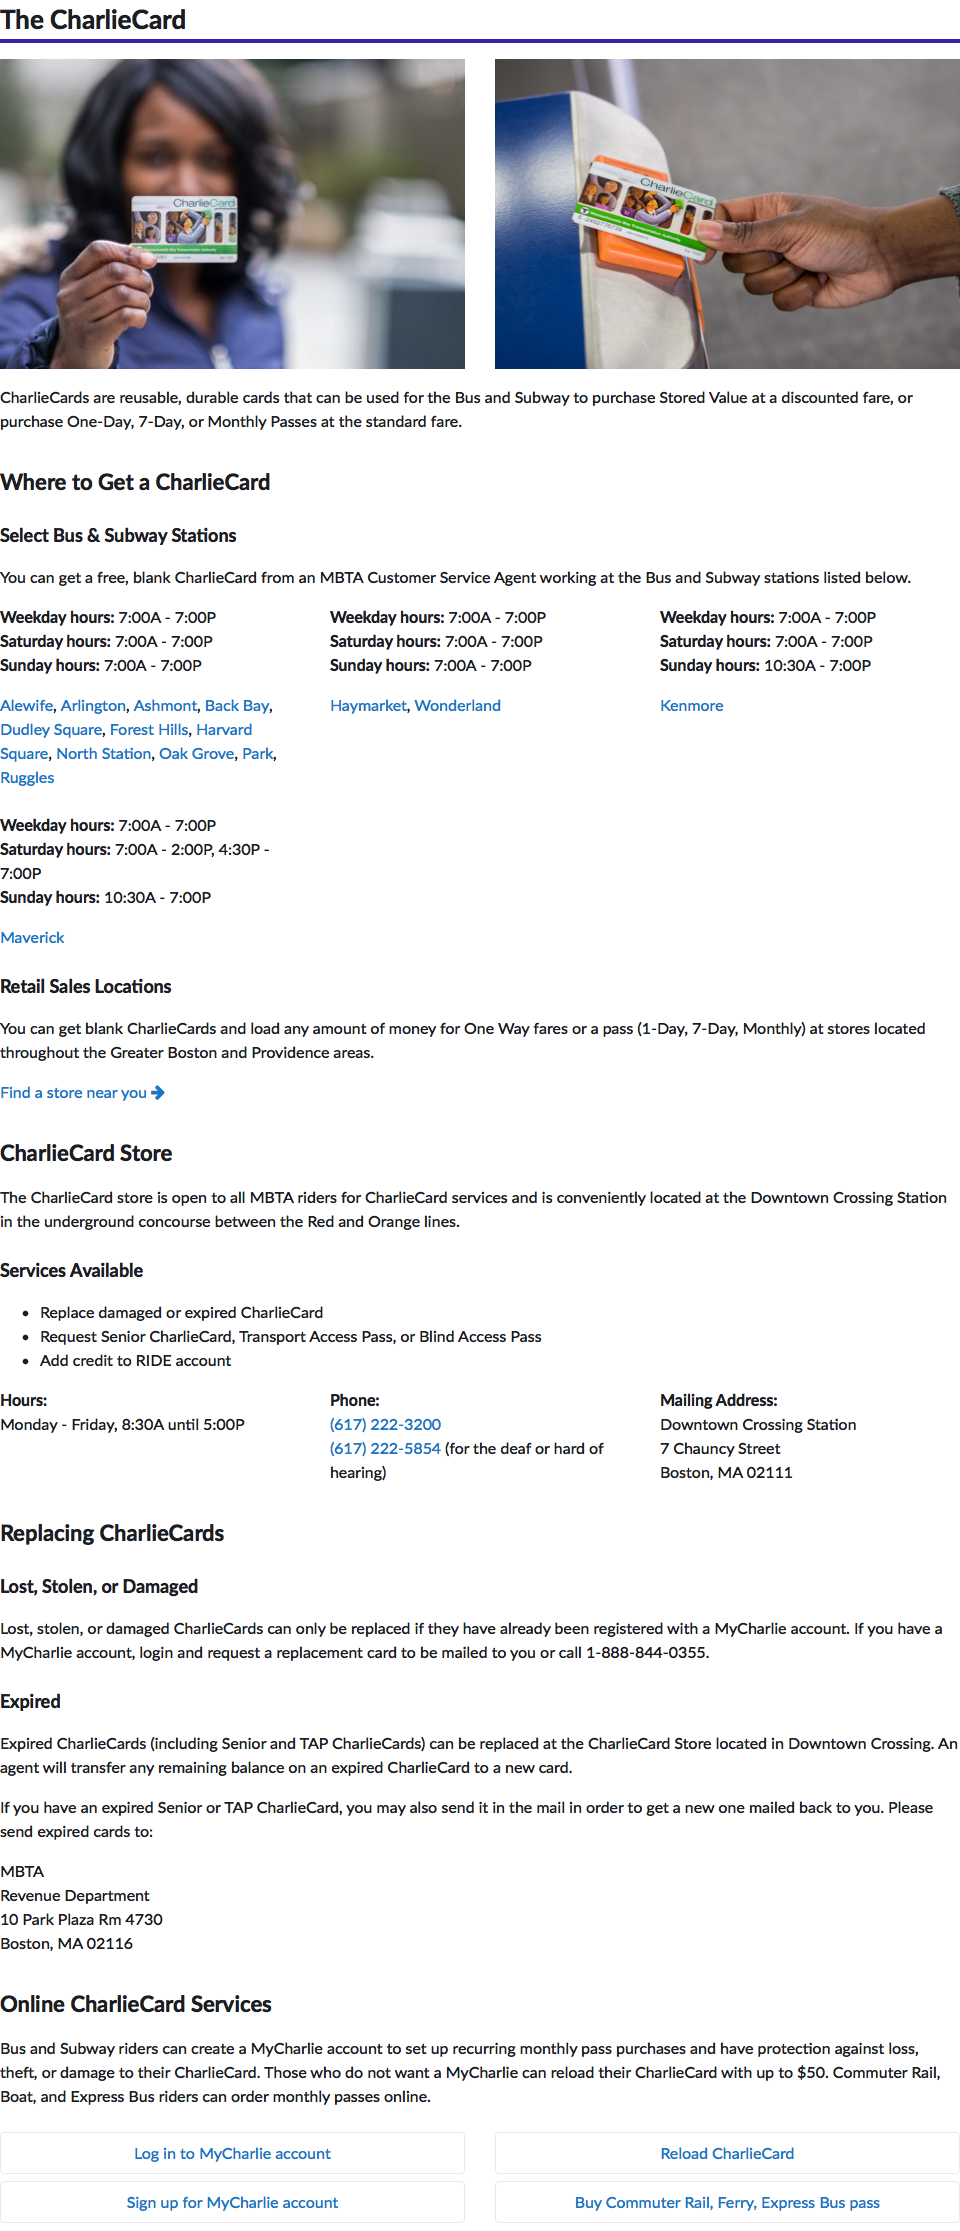 The CharlieCard
CharlieCard
CharlieCard
Massachusetts Bay Transportation Authority
CharlieCards are reusable, durable cards that can be used for the Bus and Subway to purchase Stored Value at a discounted fare, or
purchase One-Day, 7-Day, or Monthly Passes at the standard fare.
Where to Get a CharlieCard
Select Bus & Subway Stations
You can get a free, blank CharlieCard from an MBTA Customer Service Agent working at the Bus and Subway stations listed below.
Weekday hours: 7:00A - 7:00P
Saturday hours: 7:00A - 7:00P
Sunday hours: 7:00A - 7:00P
Alewife, Arlington, Ashmont, Back Bay,
Dudley Square, Forest Hills, Harvard
Square, North Station, Oak Grove, Park,
Ruggles
Weekday hours: 7:00A - 7:00P
Saturday hours: 7:00A - 7:00P
Sunday hours: 7:00A - 7:00P
Haymarket, Wonderland
Weekday hours: 7:00A - 7:00P
Saturday hours: 7:00A - 7:00P
Sunday hours: 10:30A - 7:00P
Kenmore
Weekday hours: 7:00A - 7:00P
Saturday hours: 7:00A - 2:00P, 4:30P -
7:00P
Sunday hours: 10:30A - 7:00P
Maverick
Retail Sales Locations
You can get blank CharlieCards and load any amount of money for One Way fares or a pass (1-Day, 7-Day, Monthly) at stores located
throughout the Greater Boston and Providence areas.
Find a store near you
CharlieCard Store
The CharlieCard store is open to all MBTA riders for CharlieCard services and is conveniently located at the Downtown Crossing Station
in the underground concourse between the Red and Orange lines.
Services Available
• Replace damaged or expired CharlieCard
• Request Senior CharlieCard, Transport Access Pass, or Blind Access Pass
• Add credit to RIDE account
Hours:
Monday - Friday, 8:30A until 5:00P
Phone:
(617) 222-3200
(617) 222-5854 (for the deaf or hard of
hearing)
Mailing Address:
Downtown Crossing Station
7 Chauncy Street
Boston, MA 02111
Replacing CharlieCards
Lost, Stolen, or Damaged
Lost, stolen, or damaged CharlieCards can only be replaced if they have already been registered with a MyCharlie account. If you have a
MyCharlie account, login and request a replacement card to be mailed to you or call 1-888-844-0355.
Expired
Expired CharlieCards (including Senior and TAP CharlieCards) can be replaced at the CharlieCard Store located in Downtown Crossing. An
agent will transfer any remaining balance on an expired CharlieCard to a new card.
If you have an expired Senior or TAP CharlieCard, you may also send it in the mail in order to get a new one mailed back to you. Please
send expired cards to:
MBTA
Revenue Department
10 Park Plaza Rm 4730
Boston, MA 02116
Online CharlieCard Services
Bus and Subway riders can create a MyCharlie account to set up recurring monthly pass purchases and have protection against loss,
theft, or damage to their CharlieCard. Those who do not want a MyCharlie can reload their CharlieCard with up to $50. Commuter Rail,
Boat, and Express Bus riders can order monthly passes online.
Log in to MyCharlie account
Reload CharlieCard
Sign up for MyCharlie account
Buy Commuter Rail, Ferry, Express Bus pass